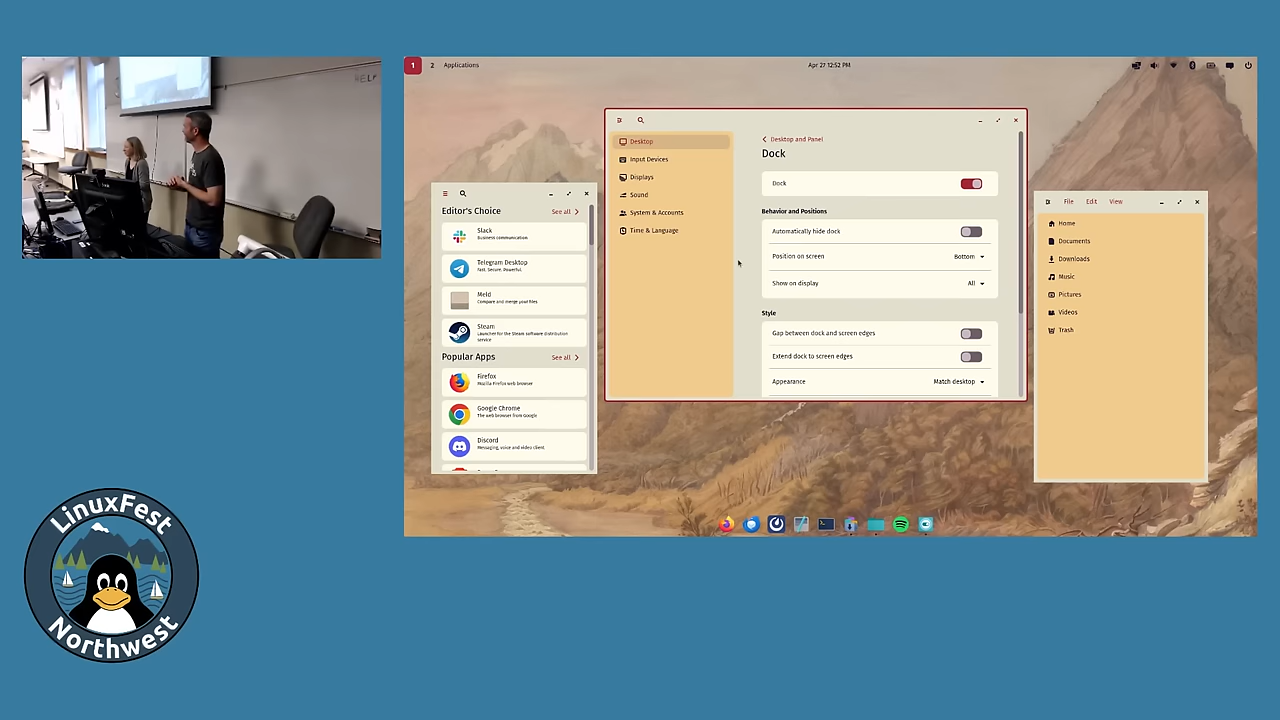 HELP
1 2 Applications
Apr 27 12:52 PM
Editor's Choice
See all
Slack
Business communication
Telegram Desktop
Fast. Secure. Powerful.
Meld
Compare and merge your files
Steam
Launcher for the Steam software distribution
service
Popular Apps
See all
Firefox
Mozilla Firefox web browser
Google Chrome
The web browser from Google
Discord
Messaging, voice and video client
Desktop
Input Devices
Displays
Sound
System & Accounts
Time & Language
Desktop and Panel
Dock
Dock
Behavior and Positions
Automatically hide dock
Position on screen
Bottom
Show on display
All
Style
Gap between dock and screen edges
Extend dock to screen edges
Appearance
Match desktop
File Edit View
Home
Documents
Downloads
Music
Pictures
Videos
Trash
LinuxFest
Northwest